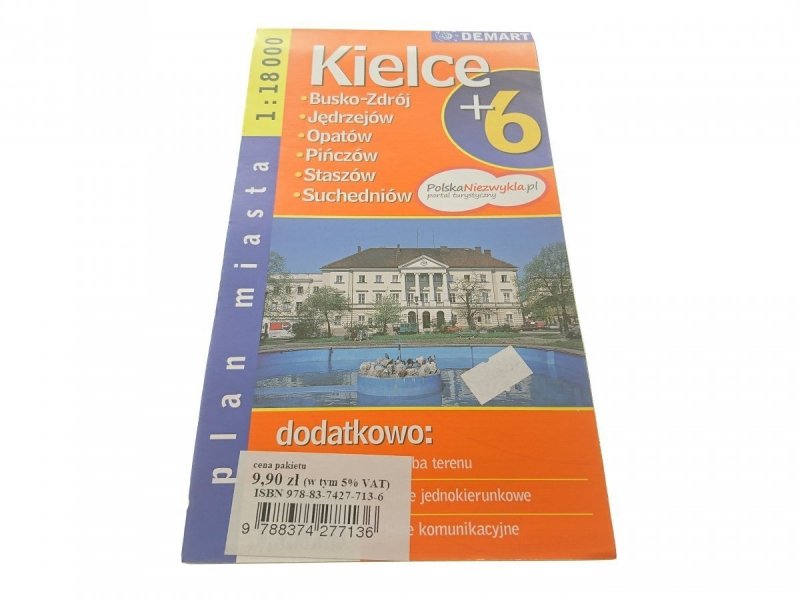 DEMART
1:18 000
plan miasta
Kielce
+6
•Busko-Zdrój
•Jędrzejów
•Opatów
•Pińczów
•Staszów
•Suchedniów
PolskaNiezwykla.pl
portal turystyczny
dodatkowo:
ba terenu
jednokierunkowe
komunikacyjne
cena pakietu
9,90 zł (w tym 5% VAT)
ISBN 978-83-7427-713-6
9 788374 277136